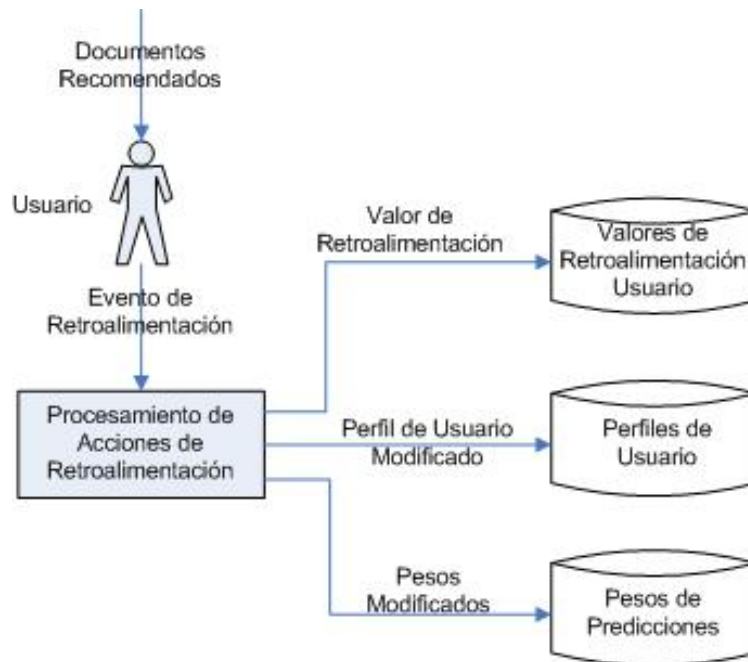 Documentos
Recomendados
Usuario
Evento de
Retroalimentación
Procesamiento de
Acciones de
Retroalimentación
Valor de
Retroalimentación
Valores de
Retroalimentación
Usuario
Perfil de Usuario
Modificado
Perfiles de
Usuario
Pesos
Modificados
Pesos de
Predicciones